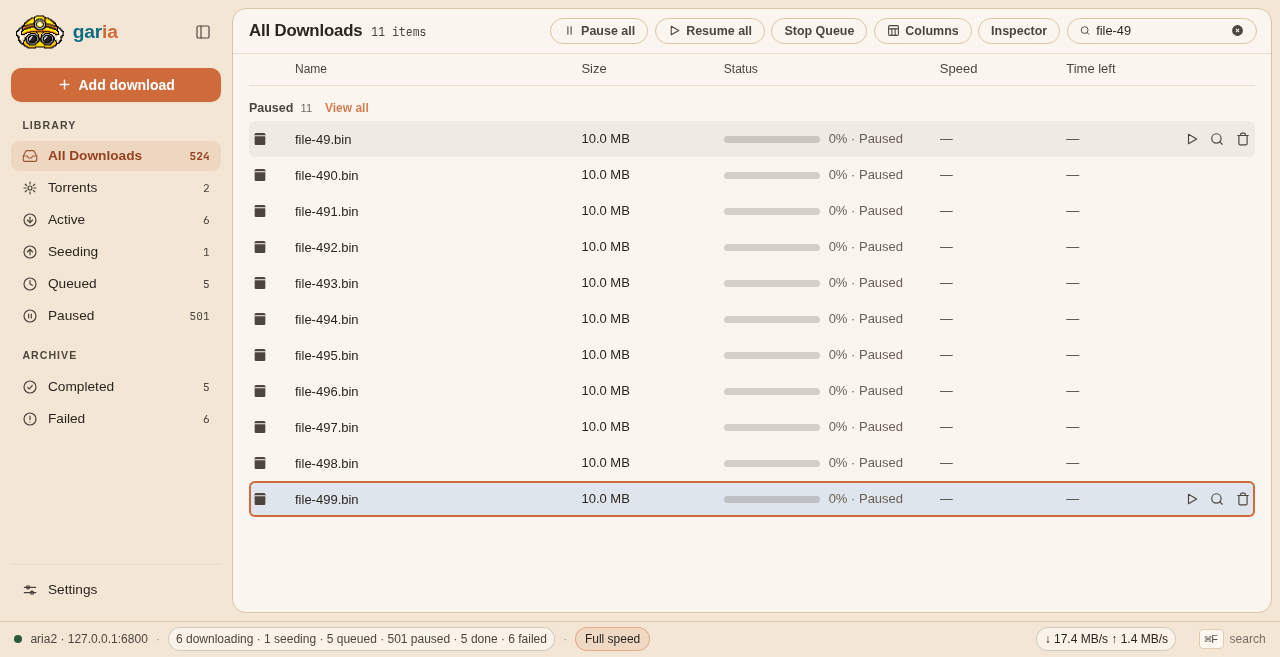 garia
All Downloads 11 items
Pause all
Resume all
Stop Queue
Columns
Inspector
file-49
Add download
LIBRARY
All Downloads 524
Torrents 2
Active 6
Seeding 1
Queued 5
Paused 501
ARCHIVE
Completed 5
Failed 6
Settings
Name Size Status Speed Time left
Paused 11 View all
file-49.bin 10.0 MB 0% · Paused — —
file-490.bin 10.0 MB 0% · Paused — —
file-491.bin 10.0 MB 0% · Paused — —
file-492.bin 10.0 MB 0% · Paused — —
file-493.bin 10.0 MB 0% · Paused — —
file-494.bin 10.0 MB 0% · Paused — —
file-495.bin 10.0 MB 0% · Paused — —
file-496.bin 10.0 MB 0% · Paused — —
file-497.bin 10.0 MB 0% · Paused — —
file-498.bin 10.0 MB 0% · Paused — —
file-499.bin 10.0 MB 0% · Paused — —
aria2 · 127.0.0.1:6800 · 6 downloading · 1 seeding · 5 queued · 501 paused · 5 done · 6 failed · Full speed ↓ 17.4 MB/s ↑ 1.4 MB/s ⌘F search